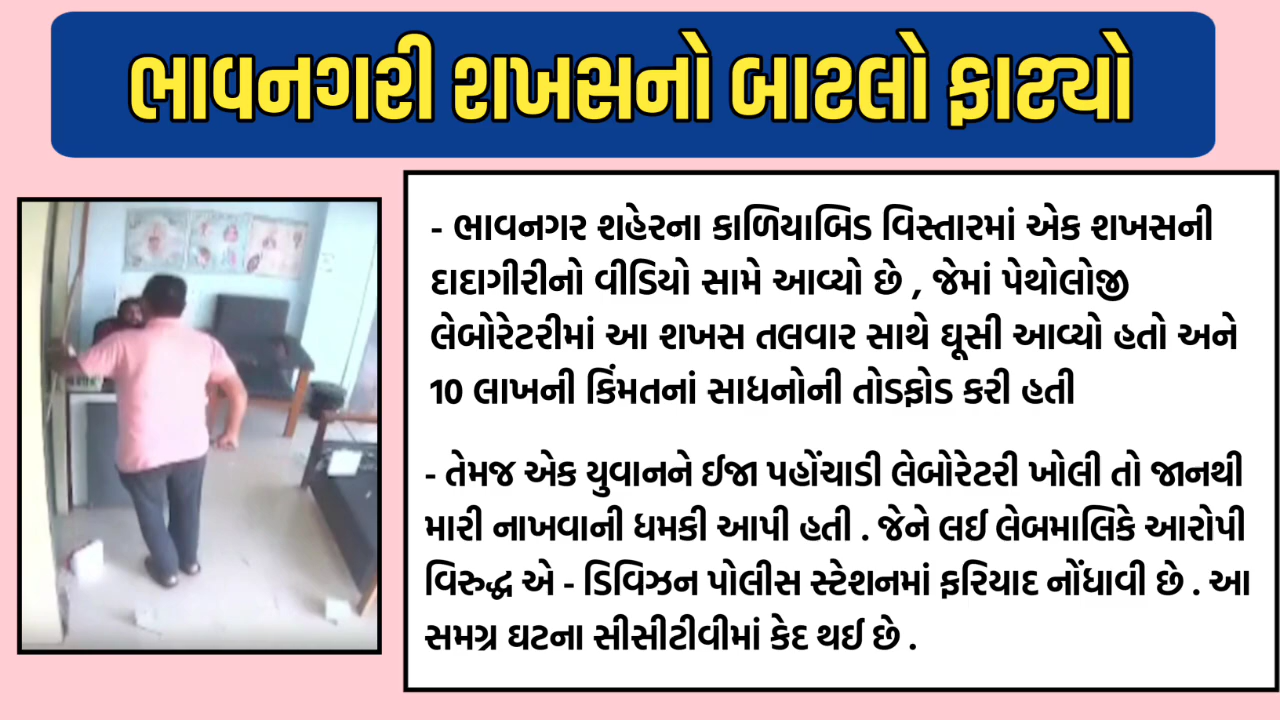 ભાવનગરી શખસનો બાટલો ફાટ્યો
- ભાવનગર શહેરના કાળિયાબિડ વિસ્તારમાં એક શખસની
દાદાગીરીનો વીડિયો સામે આવ્યો છે , જેમાં પેથોલોજી
લેબોરેટરીમાં આ શખસ તલવાર સાથે ઘૂસી આવ્યો હતો અને
10 લાખની કિંમતનાં સાધનોની તોડફોડ કરી હતી
- તેમજ એક યુવાનને ઈજા પહોંચાડી લેબોરેટરી ખોલી તો જાનથી
મારી નાખવાની ધમકી આપી હતી . જેને લઈ લેબમાલિકે આરોપી
વિરુદ્ધ એ - ડિવિઝન પોલીસ સ્ટેશનમાં ફરિયાદ નોંધાવી છે . આ
સમગ્ર ઘટના સીસીટીવીમાં કેદ થઈ છે .